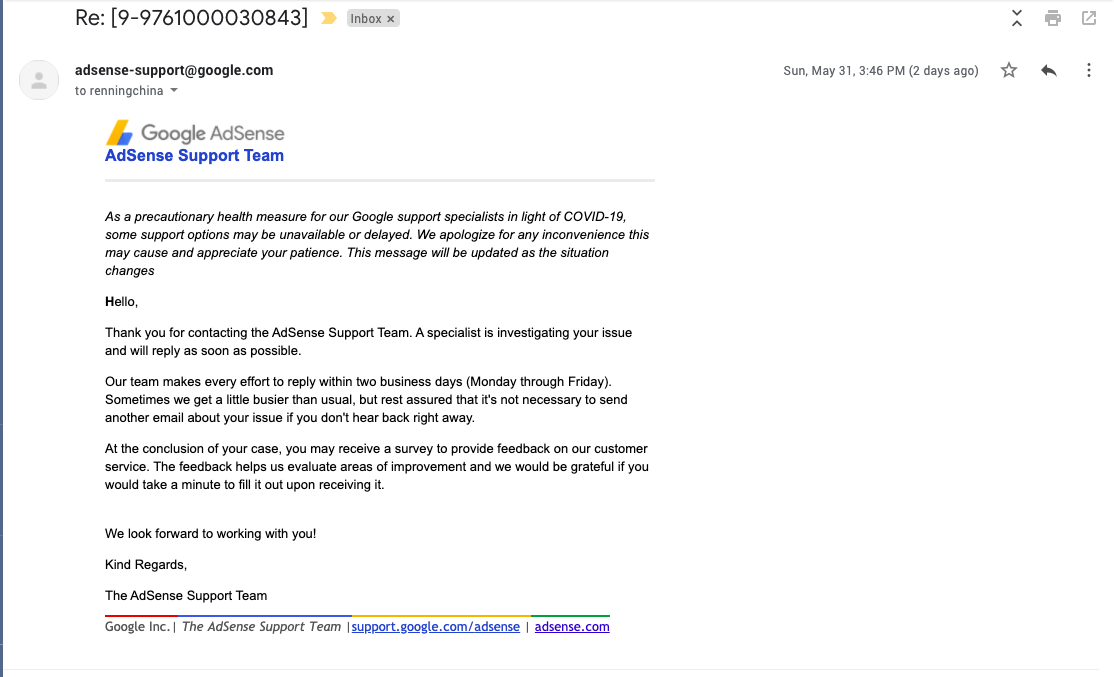 Re: [9-9761000030843] Inbox ×
adsense-support@google.com
Sun, May 31, 3:46 PM (2 days ago)
to renningchina
Google AdSense
AdSense Support Team
As a precautionary health measure for our Google support specialists in light of COVID-19,
some support options may be unavailable or delayed. We apologize for any inconvenience this
may cause and appreciate your patience. This message will be updated as the situation
changes
Hello,
Thank you for contacting the AdSense Support Team. A specialist is investigating your issue
and will reply as soon as possible.
Our team makes every effort to reply within two business days (Monday through Friday).
Sometimes we get a little busier than usual, but rest assured that it's not necessary to send
another email about your issue if you don't hear back right away.
At the conclusion of your case, you may receive a survey to provide feedback on our customer
service. The feedback helps us evaluate areas of improvement and we would be grateful if you
would take a minute to fill it out upon receiving it.
We look forward to working with you!
Kind Regards,
The AdSense Support Team
Google Inc. | The AdSense Support Team | support.google.com/adsense | adsense.com